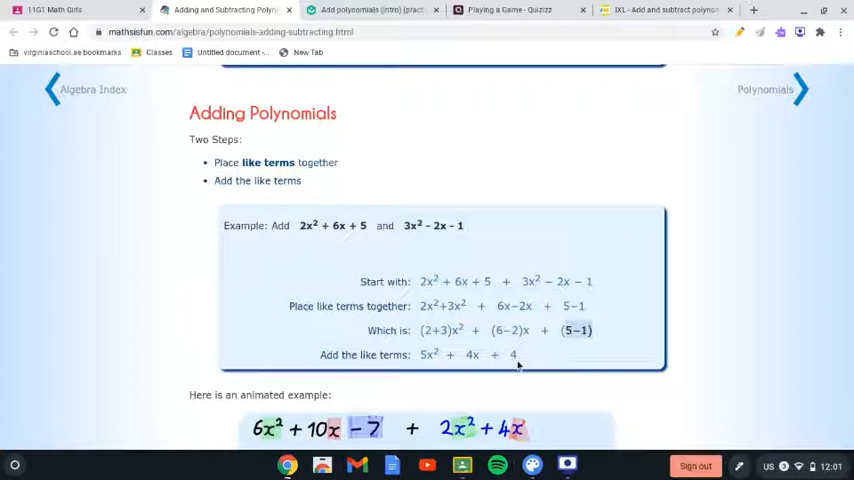 11G1 Math Girls
Adding and Subtracting Polyn
Add polynomials (intro) (pract
Playing a Game - Quizizz
IXL - Add and subtract polynom
mathsisfun.com/algebra/polynomials-adding-subtracting.html
virginiaschool.ae bookmarks
Classes
Untitled document -...
New Tab
Algebra Index
Polynomials
Adding Polynomials
Two Steps:
• Place like terms together
• Add the like terms
Example: Add 2x² + 6x + 5 and 3x² - 2x - 1
Start with: 2x² + 6x + 5 + 3x² − 2x − 1
Place like terms together: 2x²+3x² + 6x−2x + 5−1
Which is: (2+3)x² + (6−2)x + (5−1)
Add the like terms: 5x² + 4x + 4
Here is an animated example:
6x² + 10x − 7 + 2x² + 4x
Sign out
US
3
12:01